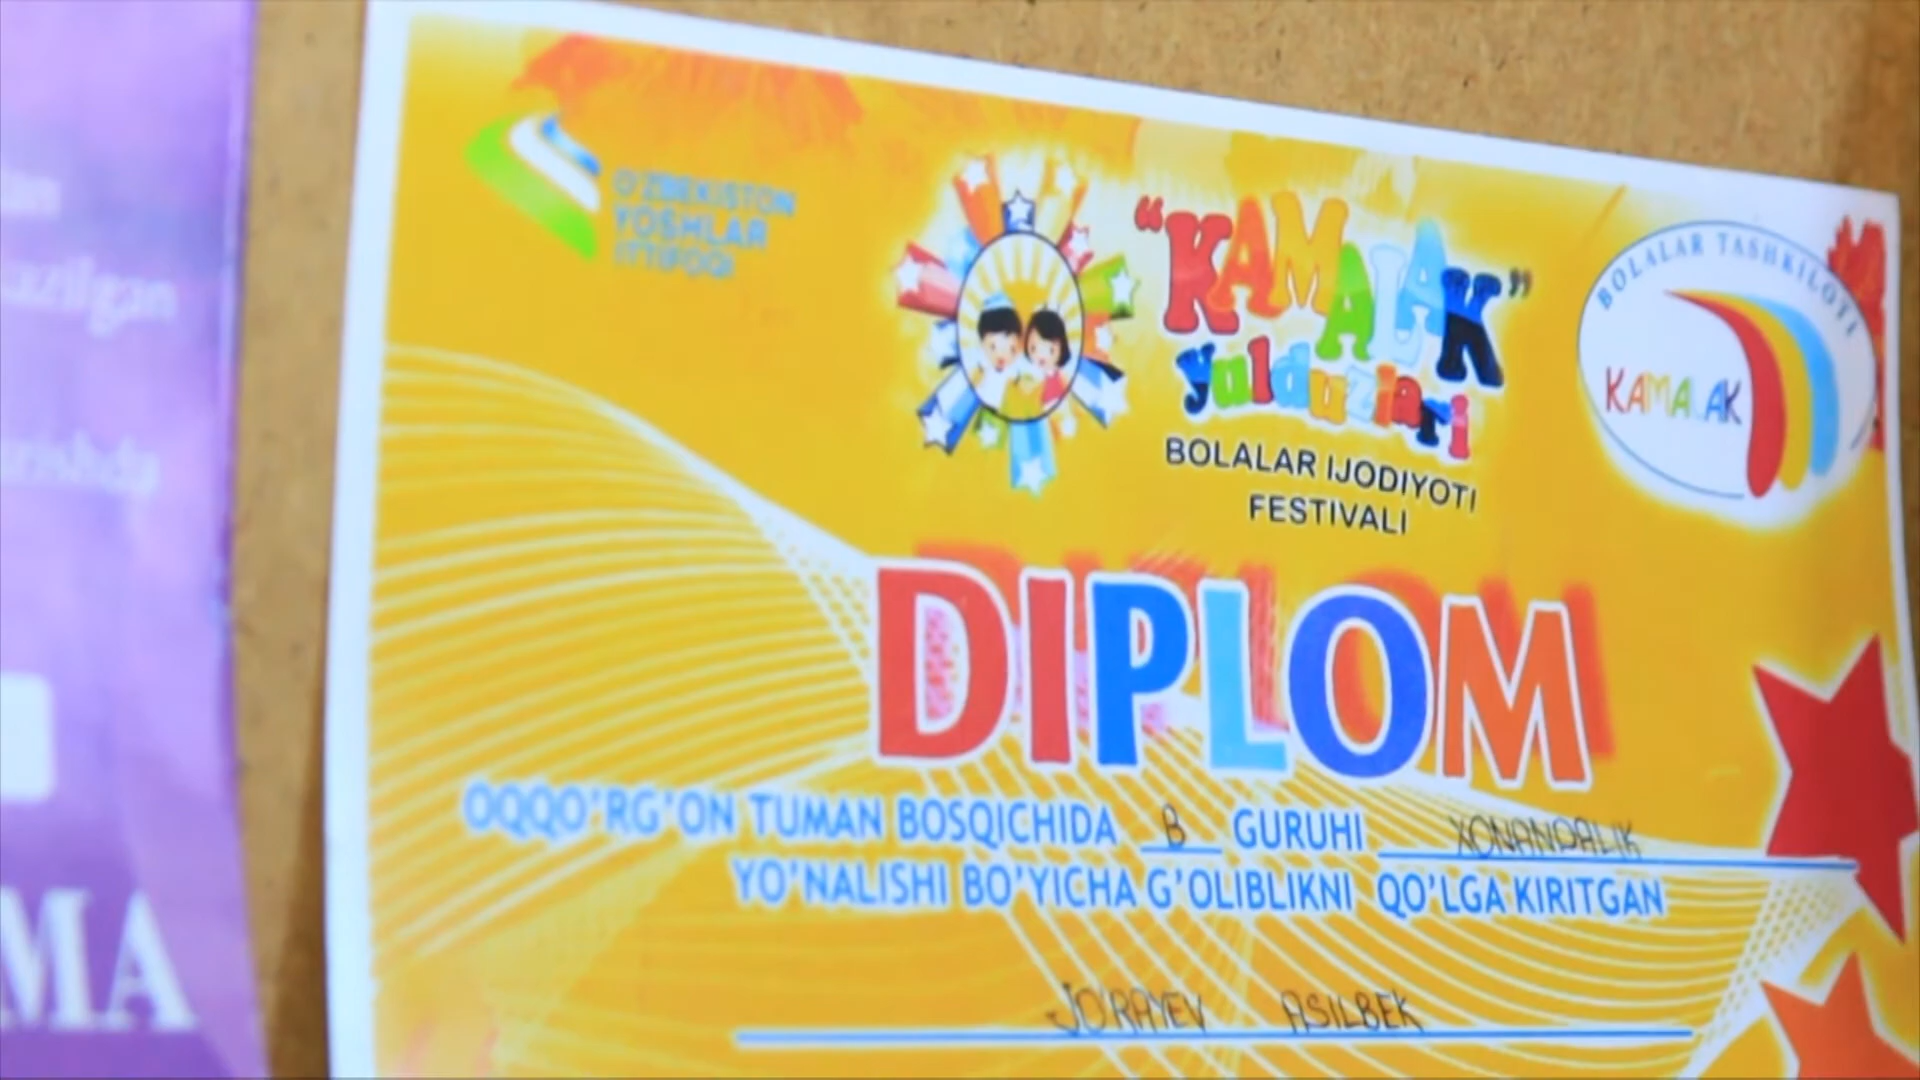 azilgan
MA
O'ZBEKISTON
YOSHLAR
ITTIFOQI
"KAMALAK"
yulduzlari
BOLALAR IJODIYOTI
FESTIVALI
BOLALAR TASHKILOTI
KAMALAK
DIPLOM
OQQO'RG'ON TUMAN BOSQICHIDA B GURUHI XONANDALIK
YO'NALISHI BO'YICHA G'OLIBLIKNI QO'LGA KIRITGAN
JO'RAYEV ASILBEK